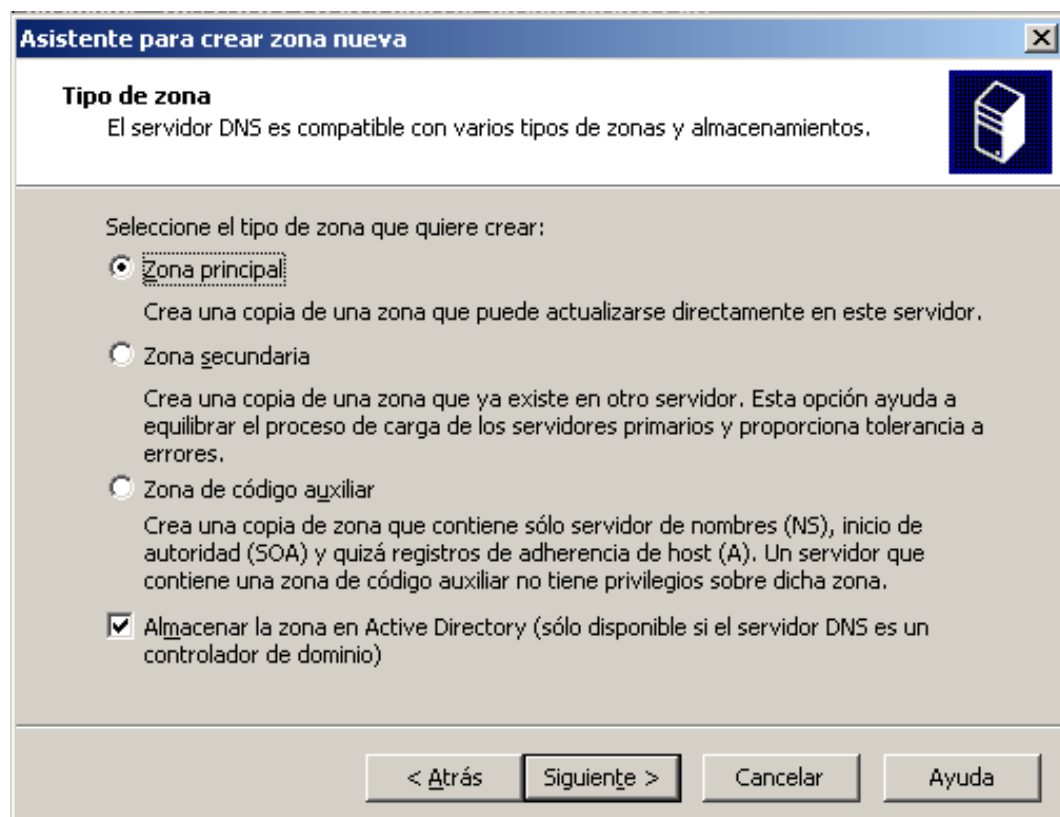 Asistente para crear zona nueva
Tipo de zona
El servidor DNS es compatible con varios tipos de zonas y almacenamientos.
Seleccione el tipo de zona que quiere crear:
Zona principal
Crea una copia de una zona que puede actualizarse directamente en este servidor.
Zona secundaria
Crea una copia de una zona que ya existe en otro servidor. Esta opción ayuda a
equilibrar el proceso de carga de los servidores primarios y proporciona tolerancia a
errores.
Zona de código auxiliar
Crea una copia de zona que contiene sólo servidor de nombres (NS), inicio de
autoridad (SOA) y quizá registros de adherencia de host (A). Un servidor que
contiene una zona de código auxiliar no tiene privilegios sobre dicha zona.
Almacenar la zona en Active Directory (sólo disponible si el servidor DNS es un
controlador de dominio)
< Atrás Siguiente > Cancelar Ayuda